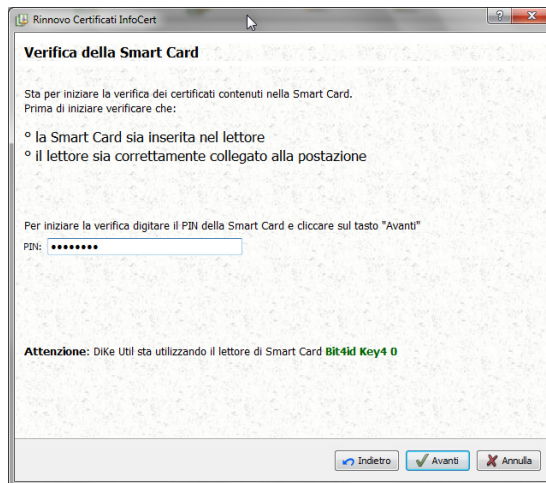 Rinnovo Certificati InfoCert
Verifica della Smart Card
Sta per iniziare la verifica dei certificati contenuti nella Smart Card.
Prima di iniziare verificare che:
° la Smart Card sia inserita nel lettore
° il lettore sia correttamente collegato alla postazione
Per iniziare la verifica digitare il PIN della Smart Card e cliccare sul tasto "Avanti"
PIN: ••••••••
Attenzione: DiKe Util sta utilizzando il lettore di Smart Card Bit4id Key4 0
Indietro Avanti Annulla